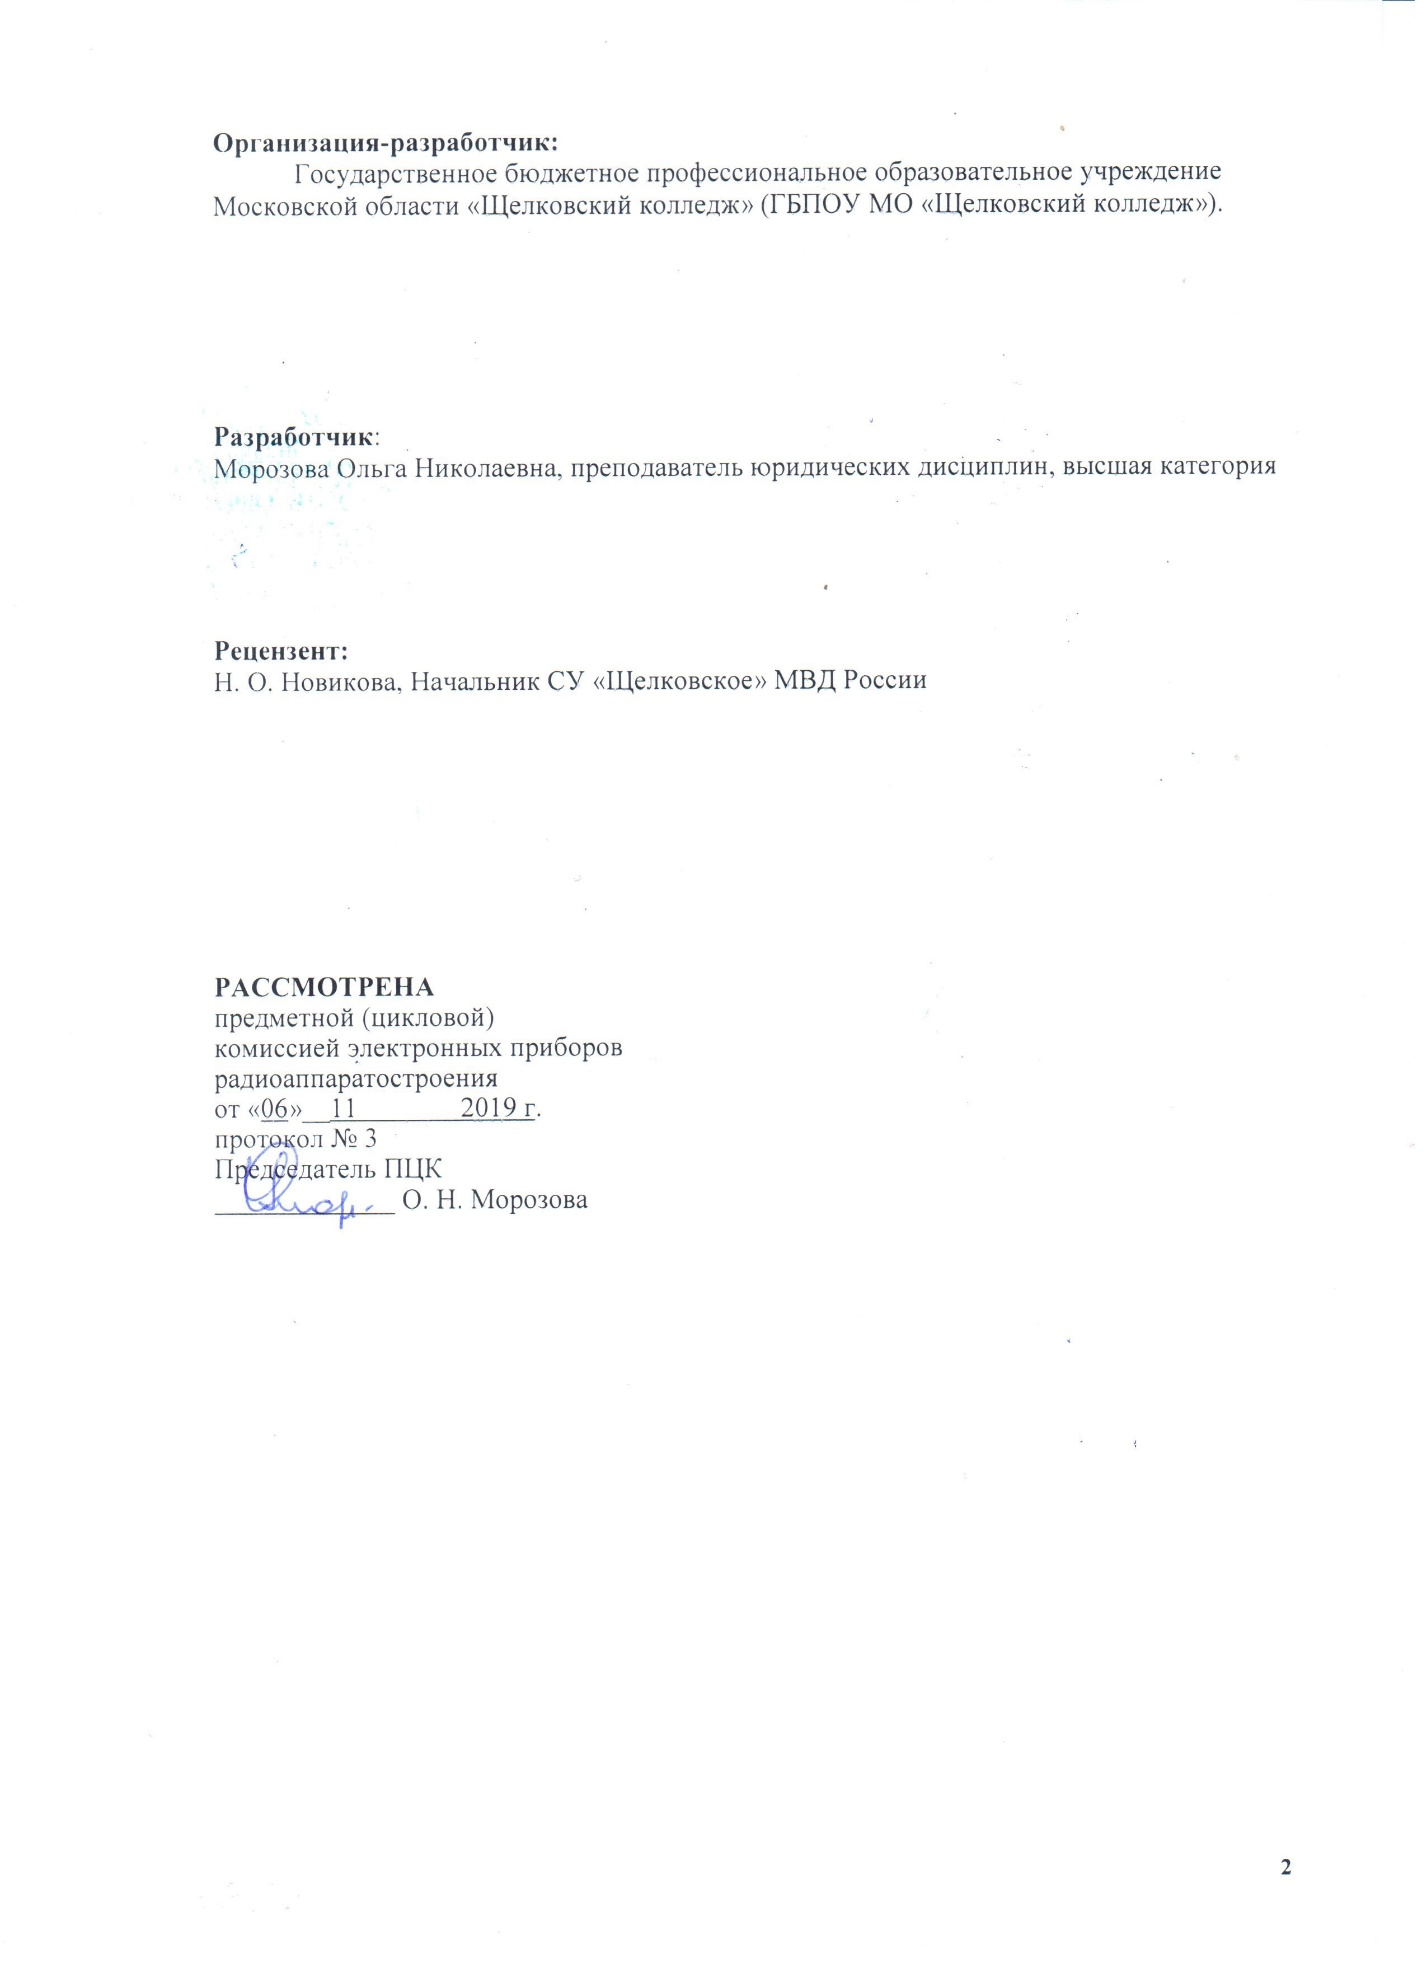 Организация-разработчик:
Государственное бюджетное профессиональное образовательное учреждение
Московской области «Щелковский колледж» (ГБПОУ МО «Щелковский колледж»).
Разработчик:
Морозова Ольга Николаевна, преподаватель юридических дисциплин, высшая категория
Рецензент:
Н. О. Новикова, Начальник СУ «Щелковское» МВД России
РАССМОТРЕНА
предметной (цикловой)
комиссией электронных приборов
радиоаппаратостроения
от «06»__11________2019 г.
протокол № 3
Председатель ПЦК
_____________ О. Н. Морозова
2